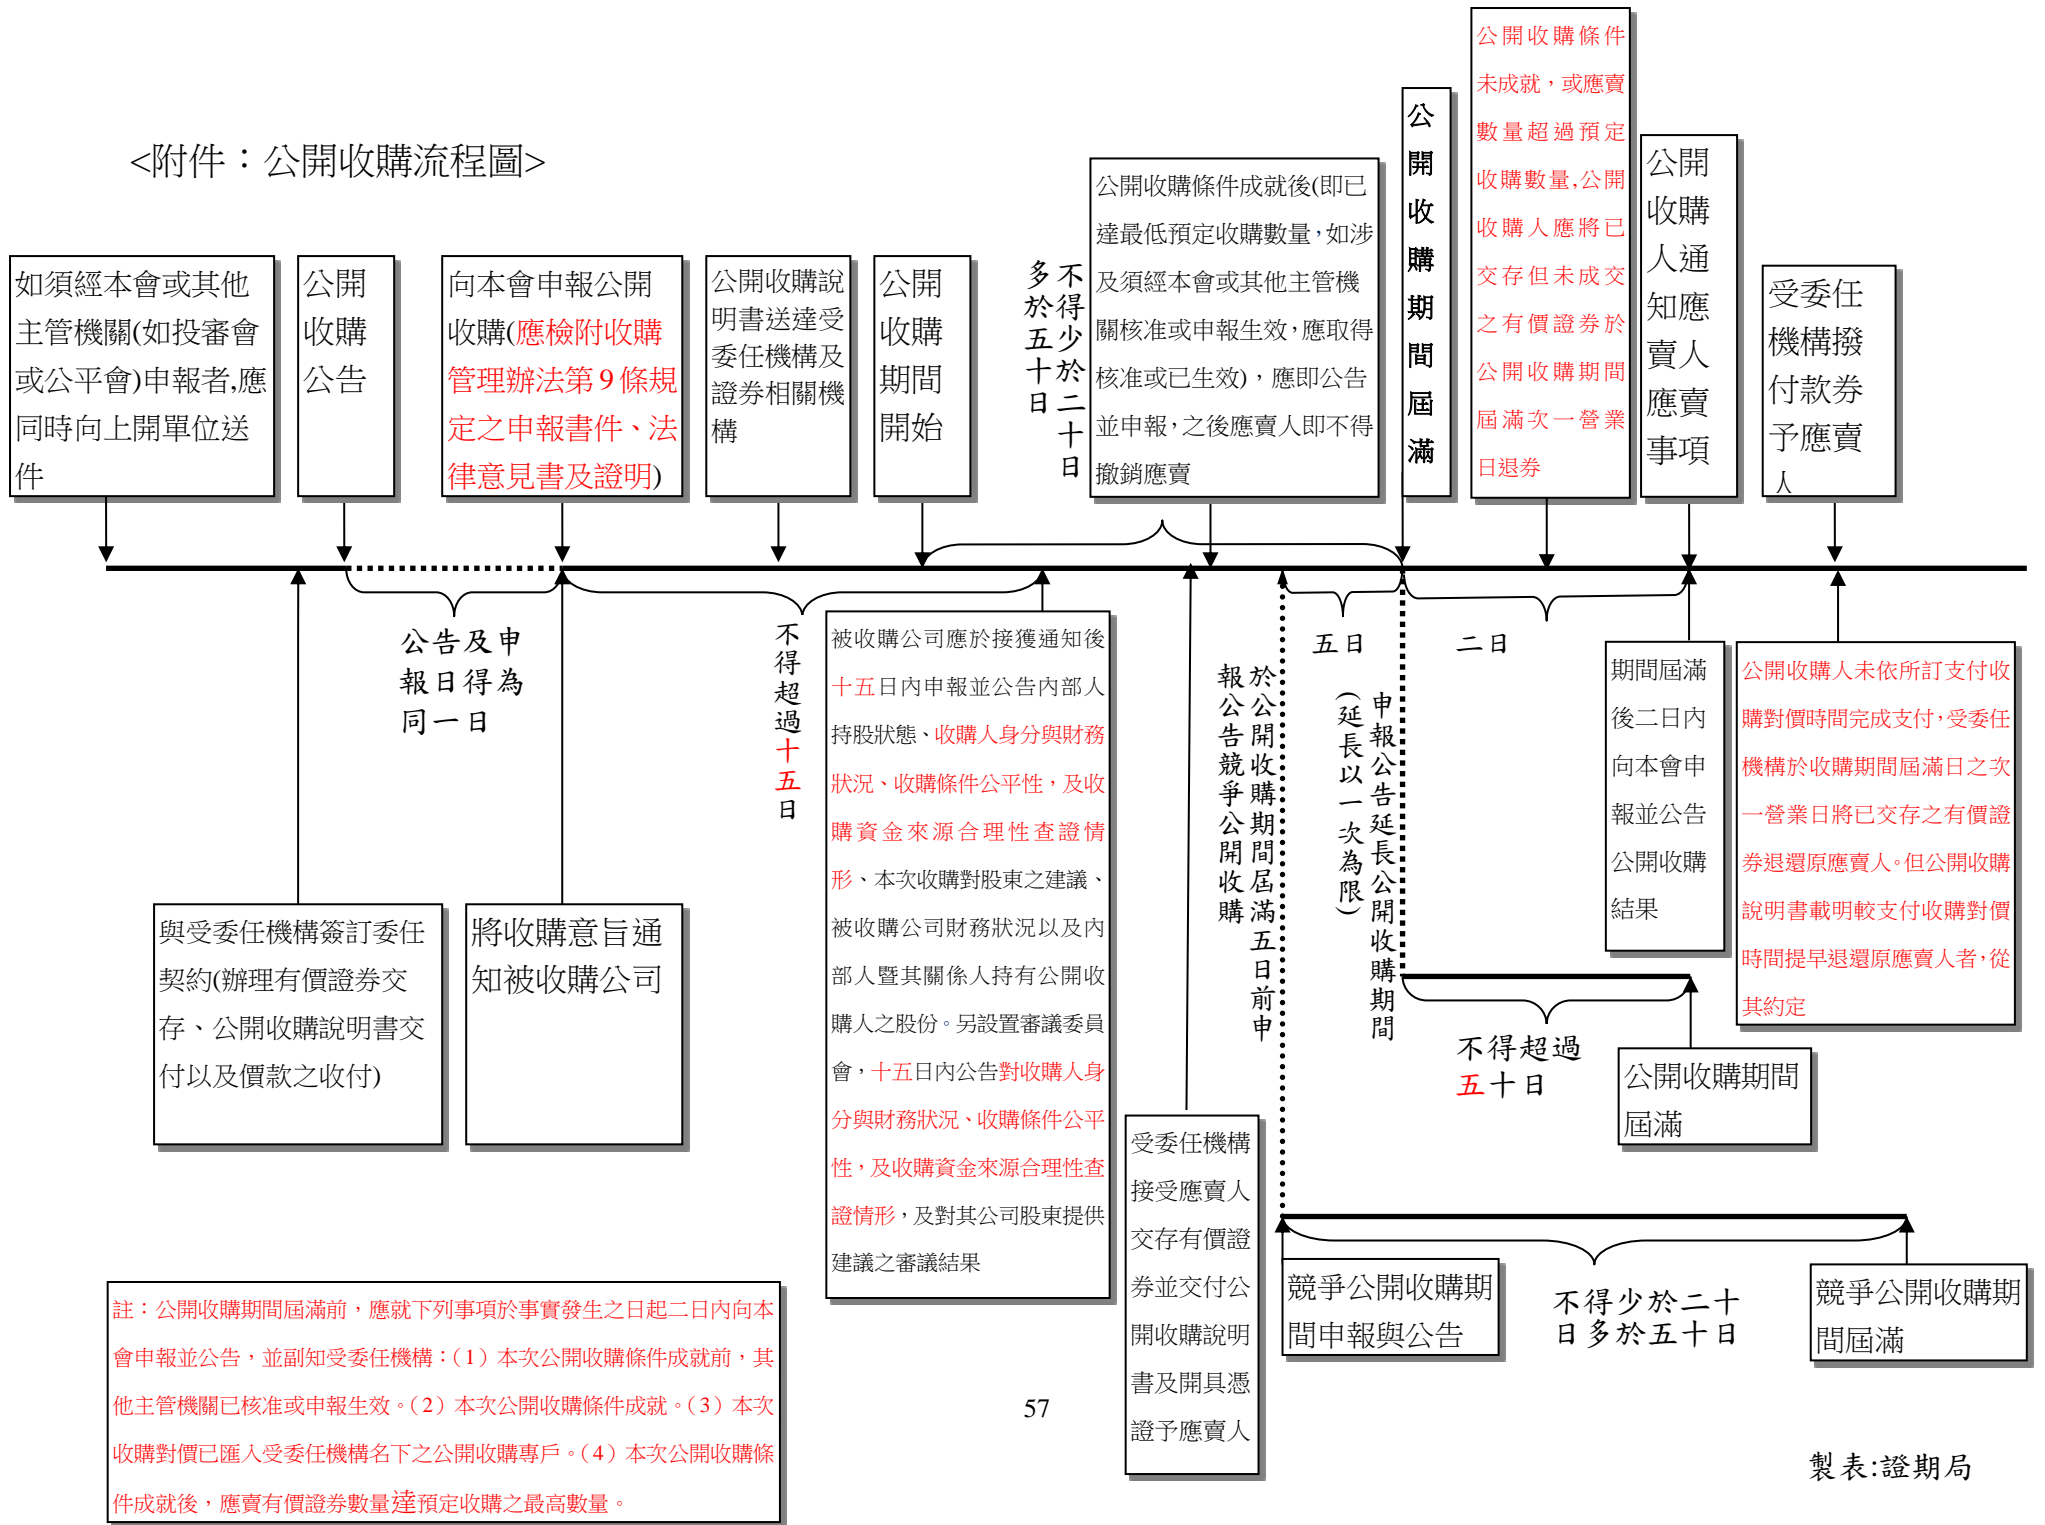 <附件：公開收購流程圖>
如須經本會或其他
主管機關(如投審會
或公平會)申報者,應
同時向上開單位送
件
公開
收購
公告
向本會申報公開
收購(應檢附收購
管理辦法第 9 條規
定之申報書件、法
律意見書及證明)
公開收購說
明書送達受
委任機構及
證券相關機
構
公開
收購
期間
開始
不得少於二十日
多於五十日
公開收購條件成就後(即已
達最低預定收購數量，如涉
及須經本會或其他主管機
關核准或申報生效，應取得
核准或已生效)，應即公告
並申報，之後應賣人即不得
撤銷應賣
公開收購期間屆滿
公開收購條件
未成就，或應賣
數量超過預定
收購數量,公開
收購人應將已
交存但未成交
之有價證券於
公開收購期間
屆滿次一營業
日退券
公開
收購
人通
知應
賣人
應賣
事項
受委任
機構撥
付款券
予應賣
人
公告及申
報日得為
同一日
不得超過十五日
被收購公司應於接獲通知後
十五日內申報並公告內部人
持股狀態、收購人身分與財務
狀況、收購條件公平性，及收
購資金來源合理性查證情
形、本次收購對股東之建議、
被收購公司財務狀況以及內
部人暨其關係人持有公開收
購人之股份。另設置審議委員
會，十五日內公告對收購人身
分與財務狀況、收購條件公平
性，及收購資金來源合理性查
證情形，及對其公司股東提供
建議之審議結果
於公開收購期間屆滿五日前申
報公告競爭公開收購
五日
二日
申報公告延長公開收購期間
(延長以一次為限)
期間屆滿
後二日內
向本會申
報並公告
公開收購
結果
公開收購人未依所訂支付收
購對價時間完成支付，受委任
機構於收購期間屆滿日之次
一營業日將已交存之有價證
券退還原應賣人。但公開收購
說明書載明較支付收購對價
時間提早退還原應賣人者，從
其約定
與受委任機構簽訂委任
契約(辦理有價證券交
存、公開收購說明書交
付以及價款之收付)
將收購意旨通
知被收購公司
不得超過
五十日
公開收購期間
屆滿
受委任機構
接受應賣人
交存有價證
券並交付公
開收購說明
書及開具憑
證予應賣人
競爭公開收購期
間申報與公告
不得少於二十
日多於五十日
競爭公開收購期
間屆滿
註：公開收購期間屆滿前，應就下列事項於事實發生之日起二日內向本
會申報並公告，並副知受委任機構：（1）本次公開收購條件成就前，其
他主管機關已核准或申報生效。（2）本次公開收購條件成就。（3）本次
收購對價已匯入受委任機構名下之公開收購專戶。（4）本次公開收購條
件成就後，應賣有價證券數量達預定收購之最高數量。
57
製表:證期局